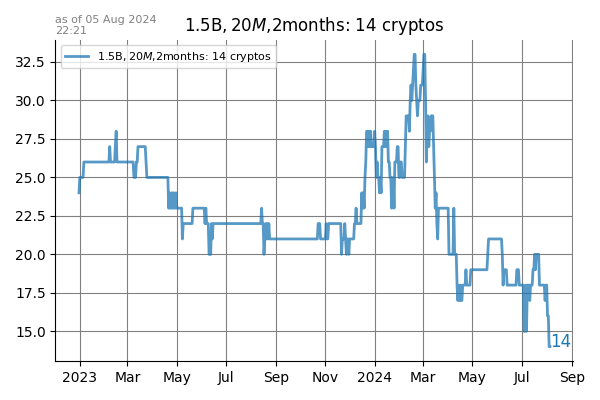 as of 05 Aug 2024
22:21
1.5B, 20M,2months: 14 cryptos
1.5B, 20M,2months: 14 cryptos
32.5
30.0
27.5
25.0
22.5
20.0
17.5
15.0
14
2023 Mar May Jul Sep Nov 2024 Mar May Jul Sep